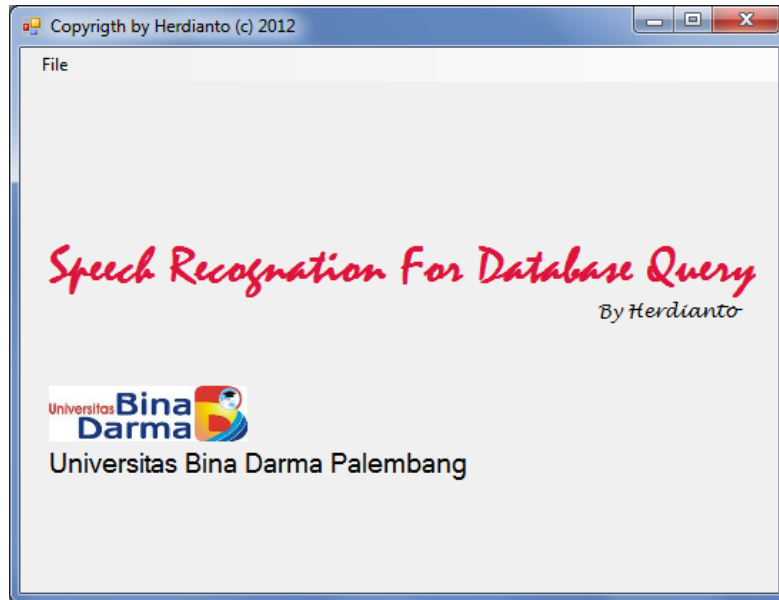 Copyrigth by Herdianto (c) 2012
File
Speech Recognation For Database Query
By Herdianto
Universitas Bina
Darma
Universitas Bina Darma Palembang